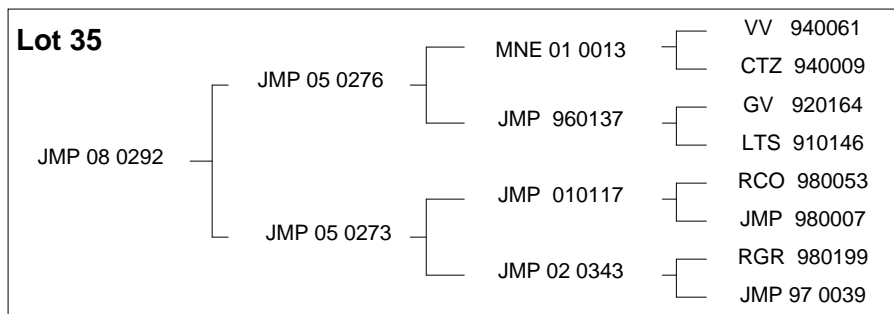 Lot 35
VV 940061
MNE 01 0013
CTZ 940009
JMP 05 0276
GV 920164
JMP 960137
LTS 910146
JMP 08 0292
RCO 980053
JMP 010117
JMP 980007
JMP 05 0273
RGR 980199
JMP 02 0343
JMP 97 0039